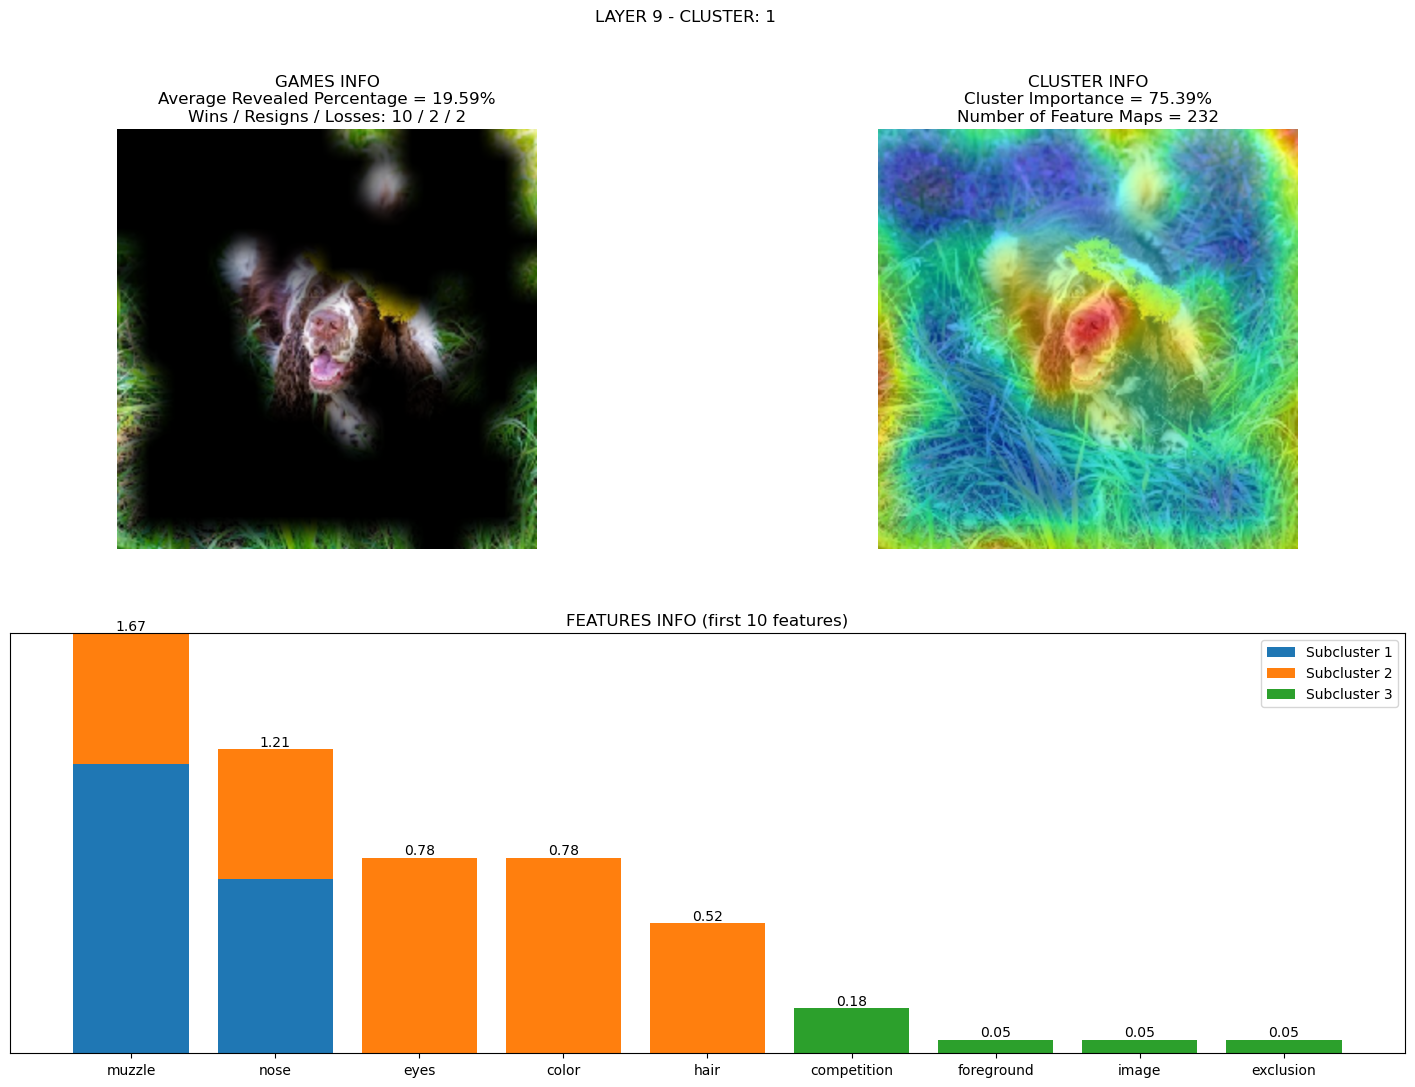 LAYER 9 - CLUSTER: 1
GAMES INFO
Average Revealed Percentage = 19.59%
Wins / Resigns / Losses: 10 / 2 / 2
CLUSTER INFO
Cluster Importance = 75.39%
Number of Feature Maps = 232
FEATURES INFO (first 10 features)
1.67
1.21
0.78
0.78
0.52
0.18
0.05
0.05
0.05
Subcluster 1
Subcluster 2
Subcluster 3
muzzle
nose
eyes
color
hair
competition
foreground
image
exclusion